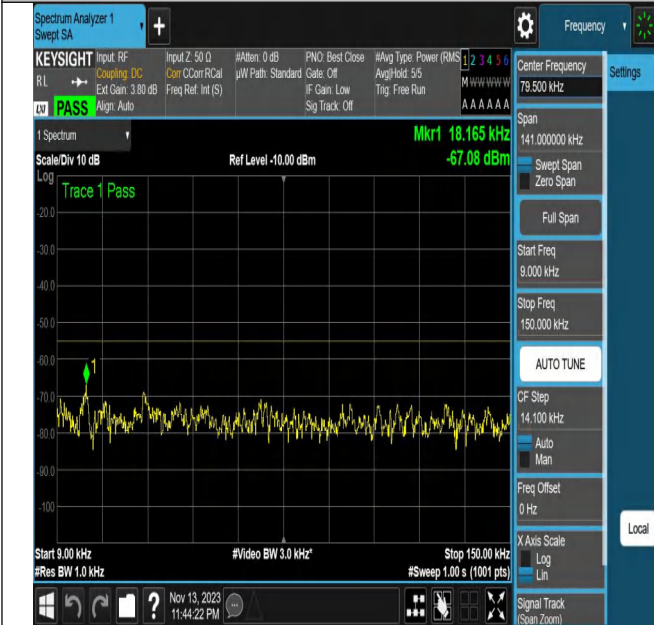 Spectrum Analyzer 1
Swept SA
+
Frequency
KEYSIGHT
RL
PASS
Input: RF
Coupling: DC
Ext Gain: 3.80 dB
Align: Auto
Input Z: 50 Ω
Corr CCorr RCal
Freq Ref: Int (S)
#Atten: 0 dB
µW Path: Standard
PNO: Best Close
Gate: Off
IF Gain: Low
Sig Track: Off
#Avg Type: Power (RMS
Avg|Hold: 5/5
Trig: Free Run
1 2 3 4 5 6
M W W W W W
A A A A A A
1 Spectrum
Scale/Div 10 dB
Ref Level -10.00 dBm
Mkr1 18.165 kHz
-67.08 dBm
Log
Trace 1 Pass
-20.0
-30.0
-40.0
-50.0
-60.0
-70.0
-80.0
-90.0
-100
1
Start 9.00 kHz
#Res BW 1.0 kHz
#Video BW 3.0 kHz*
Stop 150.00 kHz
#Sweep 1.00 s (1001 pts)
?
Nov 13, 2023
11:44:22 PM
Center Frequency
79.500 kHz
Settings
Span
141.000000 kHz
Swept Span
Zero Span
Full Span
Start Freq
9.000 kHz
Stop Freq
150.000 kHz
AUTO TUNE
CF Step
14.100 kHz
Auto
Man
Freq Offset
0 Hz
X Axis Scale
Log
Lin
Local
Signal Track
(Span Zoom)